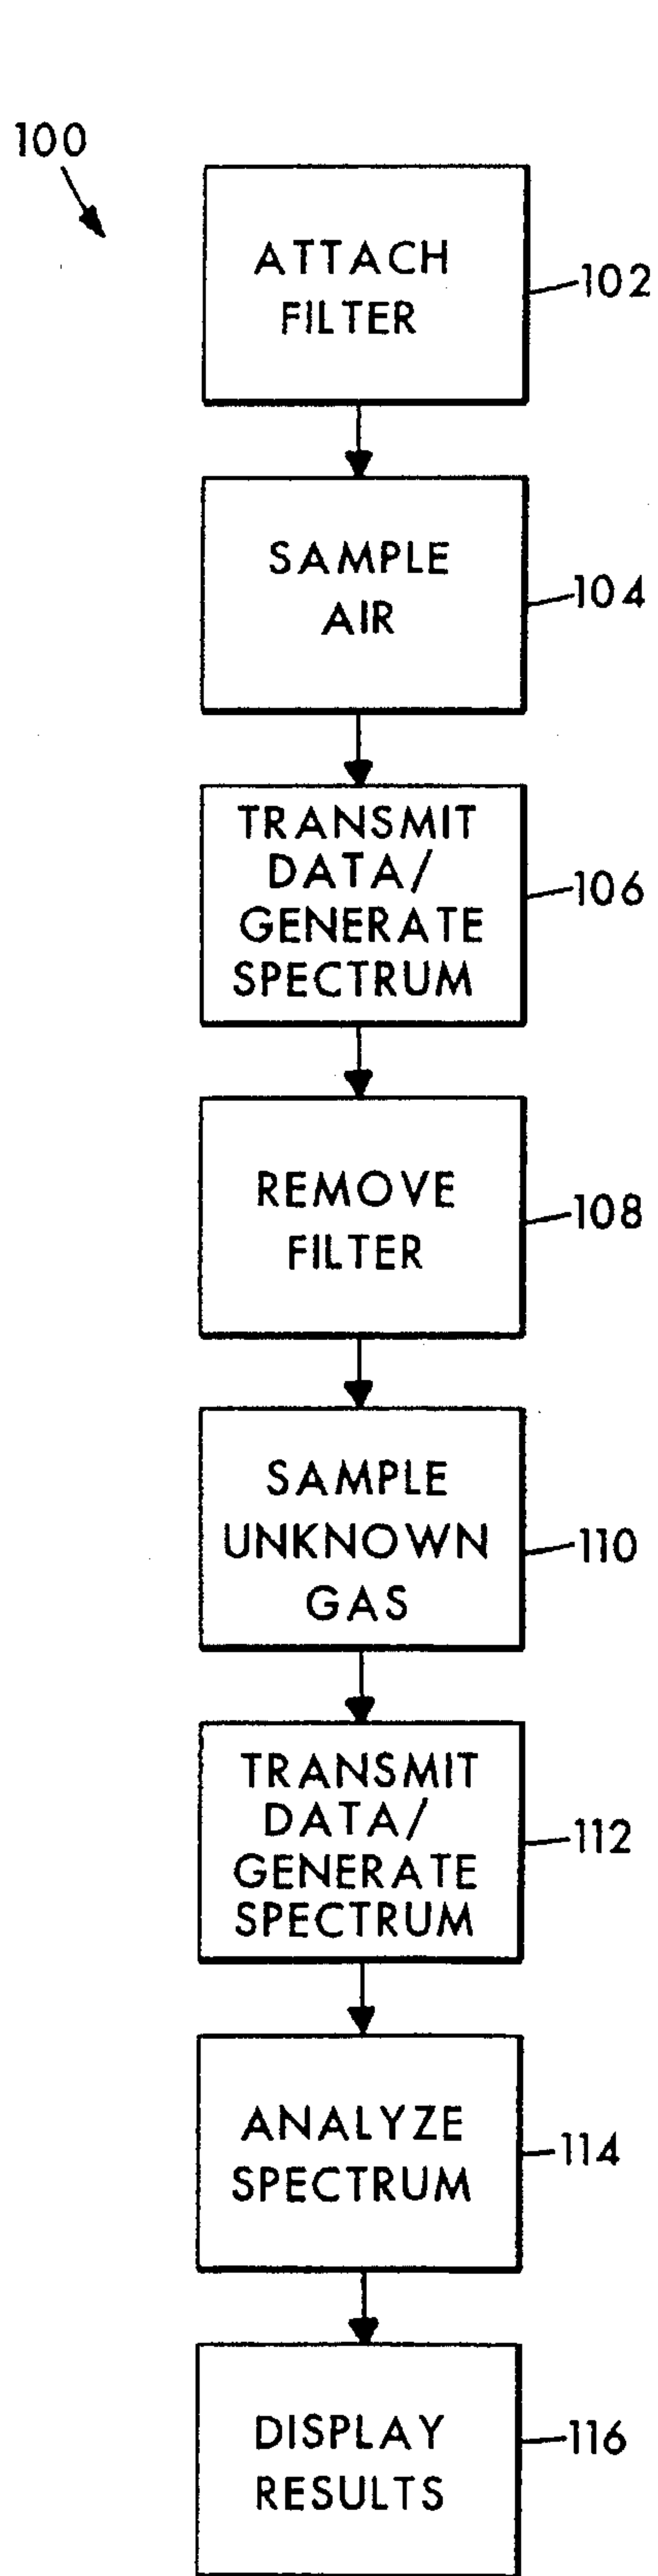 100
ATTACH
FILTER
102
SAMPLE
AIR
104
TRANSMIT
DATA/
GENERATE
SPECTRUM
106
REMOVE
FILTER
108
SAMPLE
UNKNOWN
GAS
110
TRANSMIT
DATA/
GENERATE
SPECTRUM
112
ANALYZE
SPECTRUM
114
DISPLAY
RESULTS
116